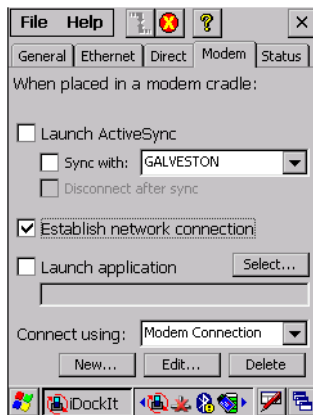 File Help
General Ethernet Direct Modem Status
When placed in a modem cradle:
Launch ActiveSync
Sync with: GALVESTON
Disconnect after sync
Establish network connection
Launch application Select...
Connect using: Modem Connection
New... Edit... Delete
iDockIt